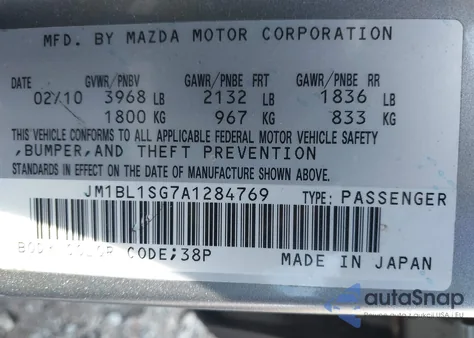 MFD. BY MAZDA MOTOR CORPORATION
DATE GVWR/PNBV GAWR/PNBE FRT GAWR/PNBE RR
02/10 3968 LB 2132 LB 1836 LB
1800 KG 967 KG 833 KG
THIS VEHICLE CONFORMS TO ALL APPLICABLE FEDERAL MOTOR VEHICLE SAFETY
,BUMPER,AND THEFT PREVENTION
STANDARDS IN EFFECT ON THE DATE OF MANUFACTURE SHOWN ABOVE.
JM1BL1SG7A1284769 TYPE: PASSENGER
BODY COLOR CODE;38P
MADE IN JAPAN
autoSnap